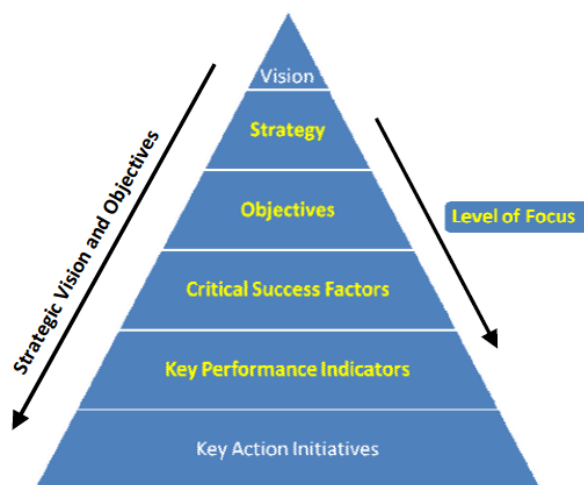 Vision
Strategy
Objectives
Critical Success Factors
Key Performance Indicators
Key Action Initiatives
Strategic Vision and Objectives
Level of Focus